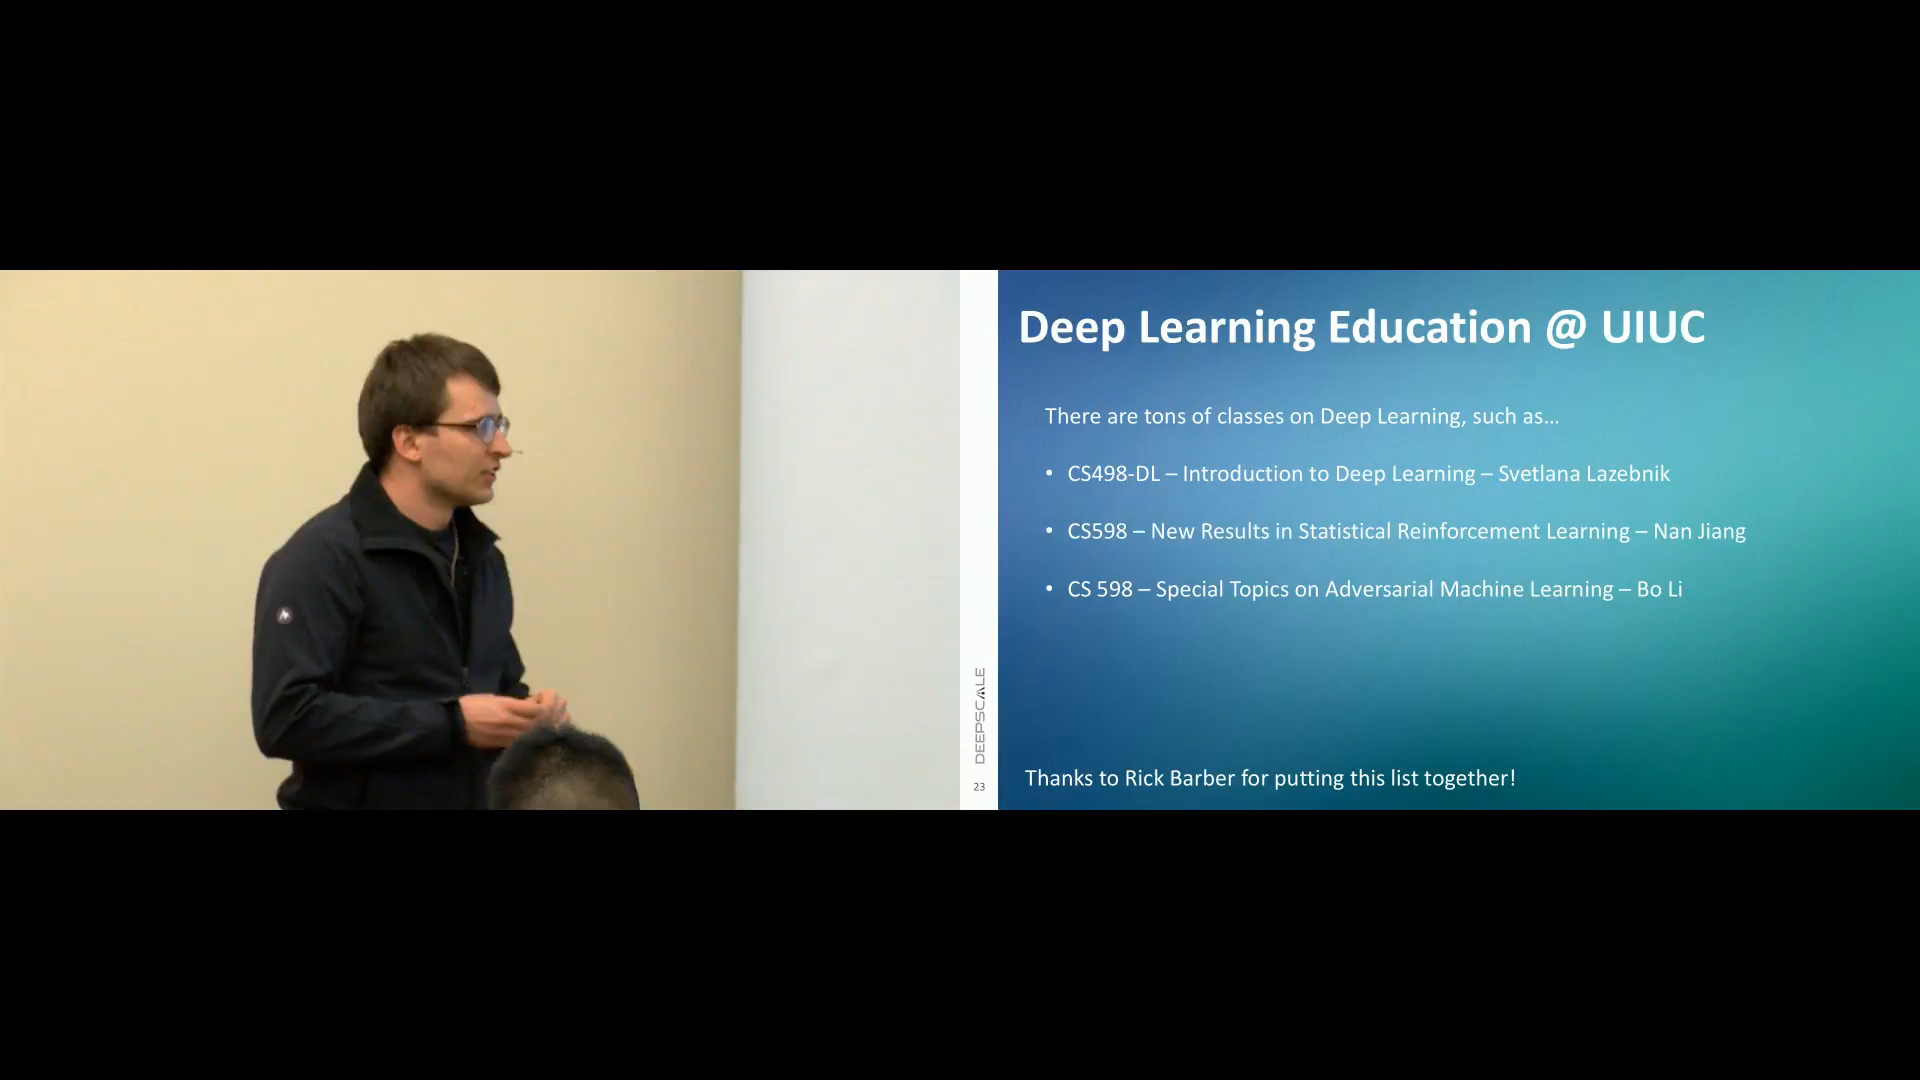 Deep Learning Education @ UIUC
There are tons of classes on Deep Learning, such as...
• CS498-DL – Introduction to Deep Learning – Svetlana Lazebnik
• CS598 – New Results in Statistical Reinforcement Learning – Nan Jiang
• CS 598 – Special Topics on Adversarial Machine Learning – Bo Li
Thanks to Rick Barber for putting this list together!
DEEPSCALE
23